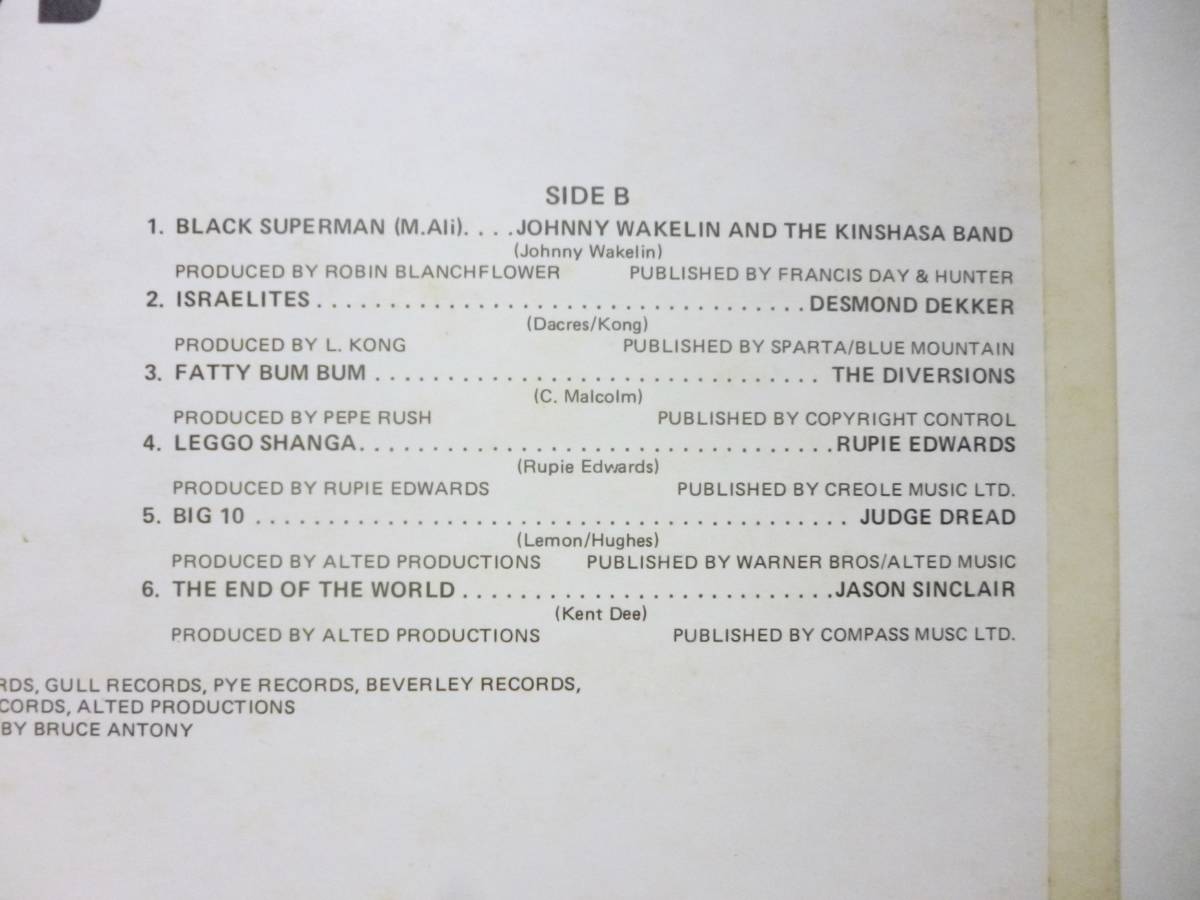 SIDE B
1. BLACK SUPERMAN (M.Ali). . . .JOHNNY WAKELIN AND THE KINSHASA BAND
(Johnny Wakelin)
PRODUCED BY ROBIN BLANCHFLOWER PUBLISHED BY FRANCIS DAY & HUNTER
2. ISRAELITES . . . . . . . . . . . . . . . . . . . . . . . . . . . . . . . . . . DESMOND DEKKER
(Dacres/Kong)
PRODUCED BY L. KONG PUBLISHED BY SPARTA/BLUE MOUNTAIN
3. FATTY BUM BUM . . . . . . . . . . . . . . . . . . . . . . . . . . . . . . . THE DIVERSIONS
(C. Malcolm)
PRODUCED BY PEPE RUSH PUBLISHED BY COPYRIGHT CONTROL
4. LEGGO SHANGA. . . . . . . . . . . . . . . . . . . . . . . . . . . . . . . . .RUPIE EDWARDS
(Rupie Edwards)
PRODUCED BY RUPIE EDWARDS PUBLISHED BY CREOLE MUSIC LTD.
5. BIG 10 . . . . . . . . . . . . . . . . . . . . . . . . . . . . . . . . . . . . . . . . . JUDGE DREAD
(Lemon/Hughes)
PRODUCED BY ALTED PRODUCTIONS PUBLISHED BY WARNER BROS/ALTED MUSIC
6. THE END OF THE WORLD . . . . . . . . . . . . . . . . . . . . . . . . . .JASON SINCLAIR
(Kent Dee)
PRODUCED BY ALTED PRODUCTIONS PUBLISHED BY COMPASS MUSC LTD.
RDS, GULL RECORDS, PYE RECORDS, BEVERLEY RECORDS,
CORDS, ALTED PRODUCTIONS
BY BRUCE ANTONY